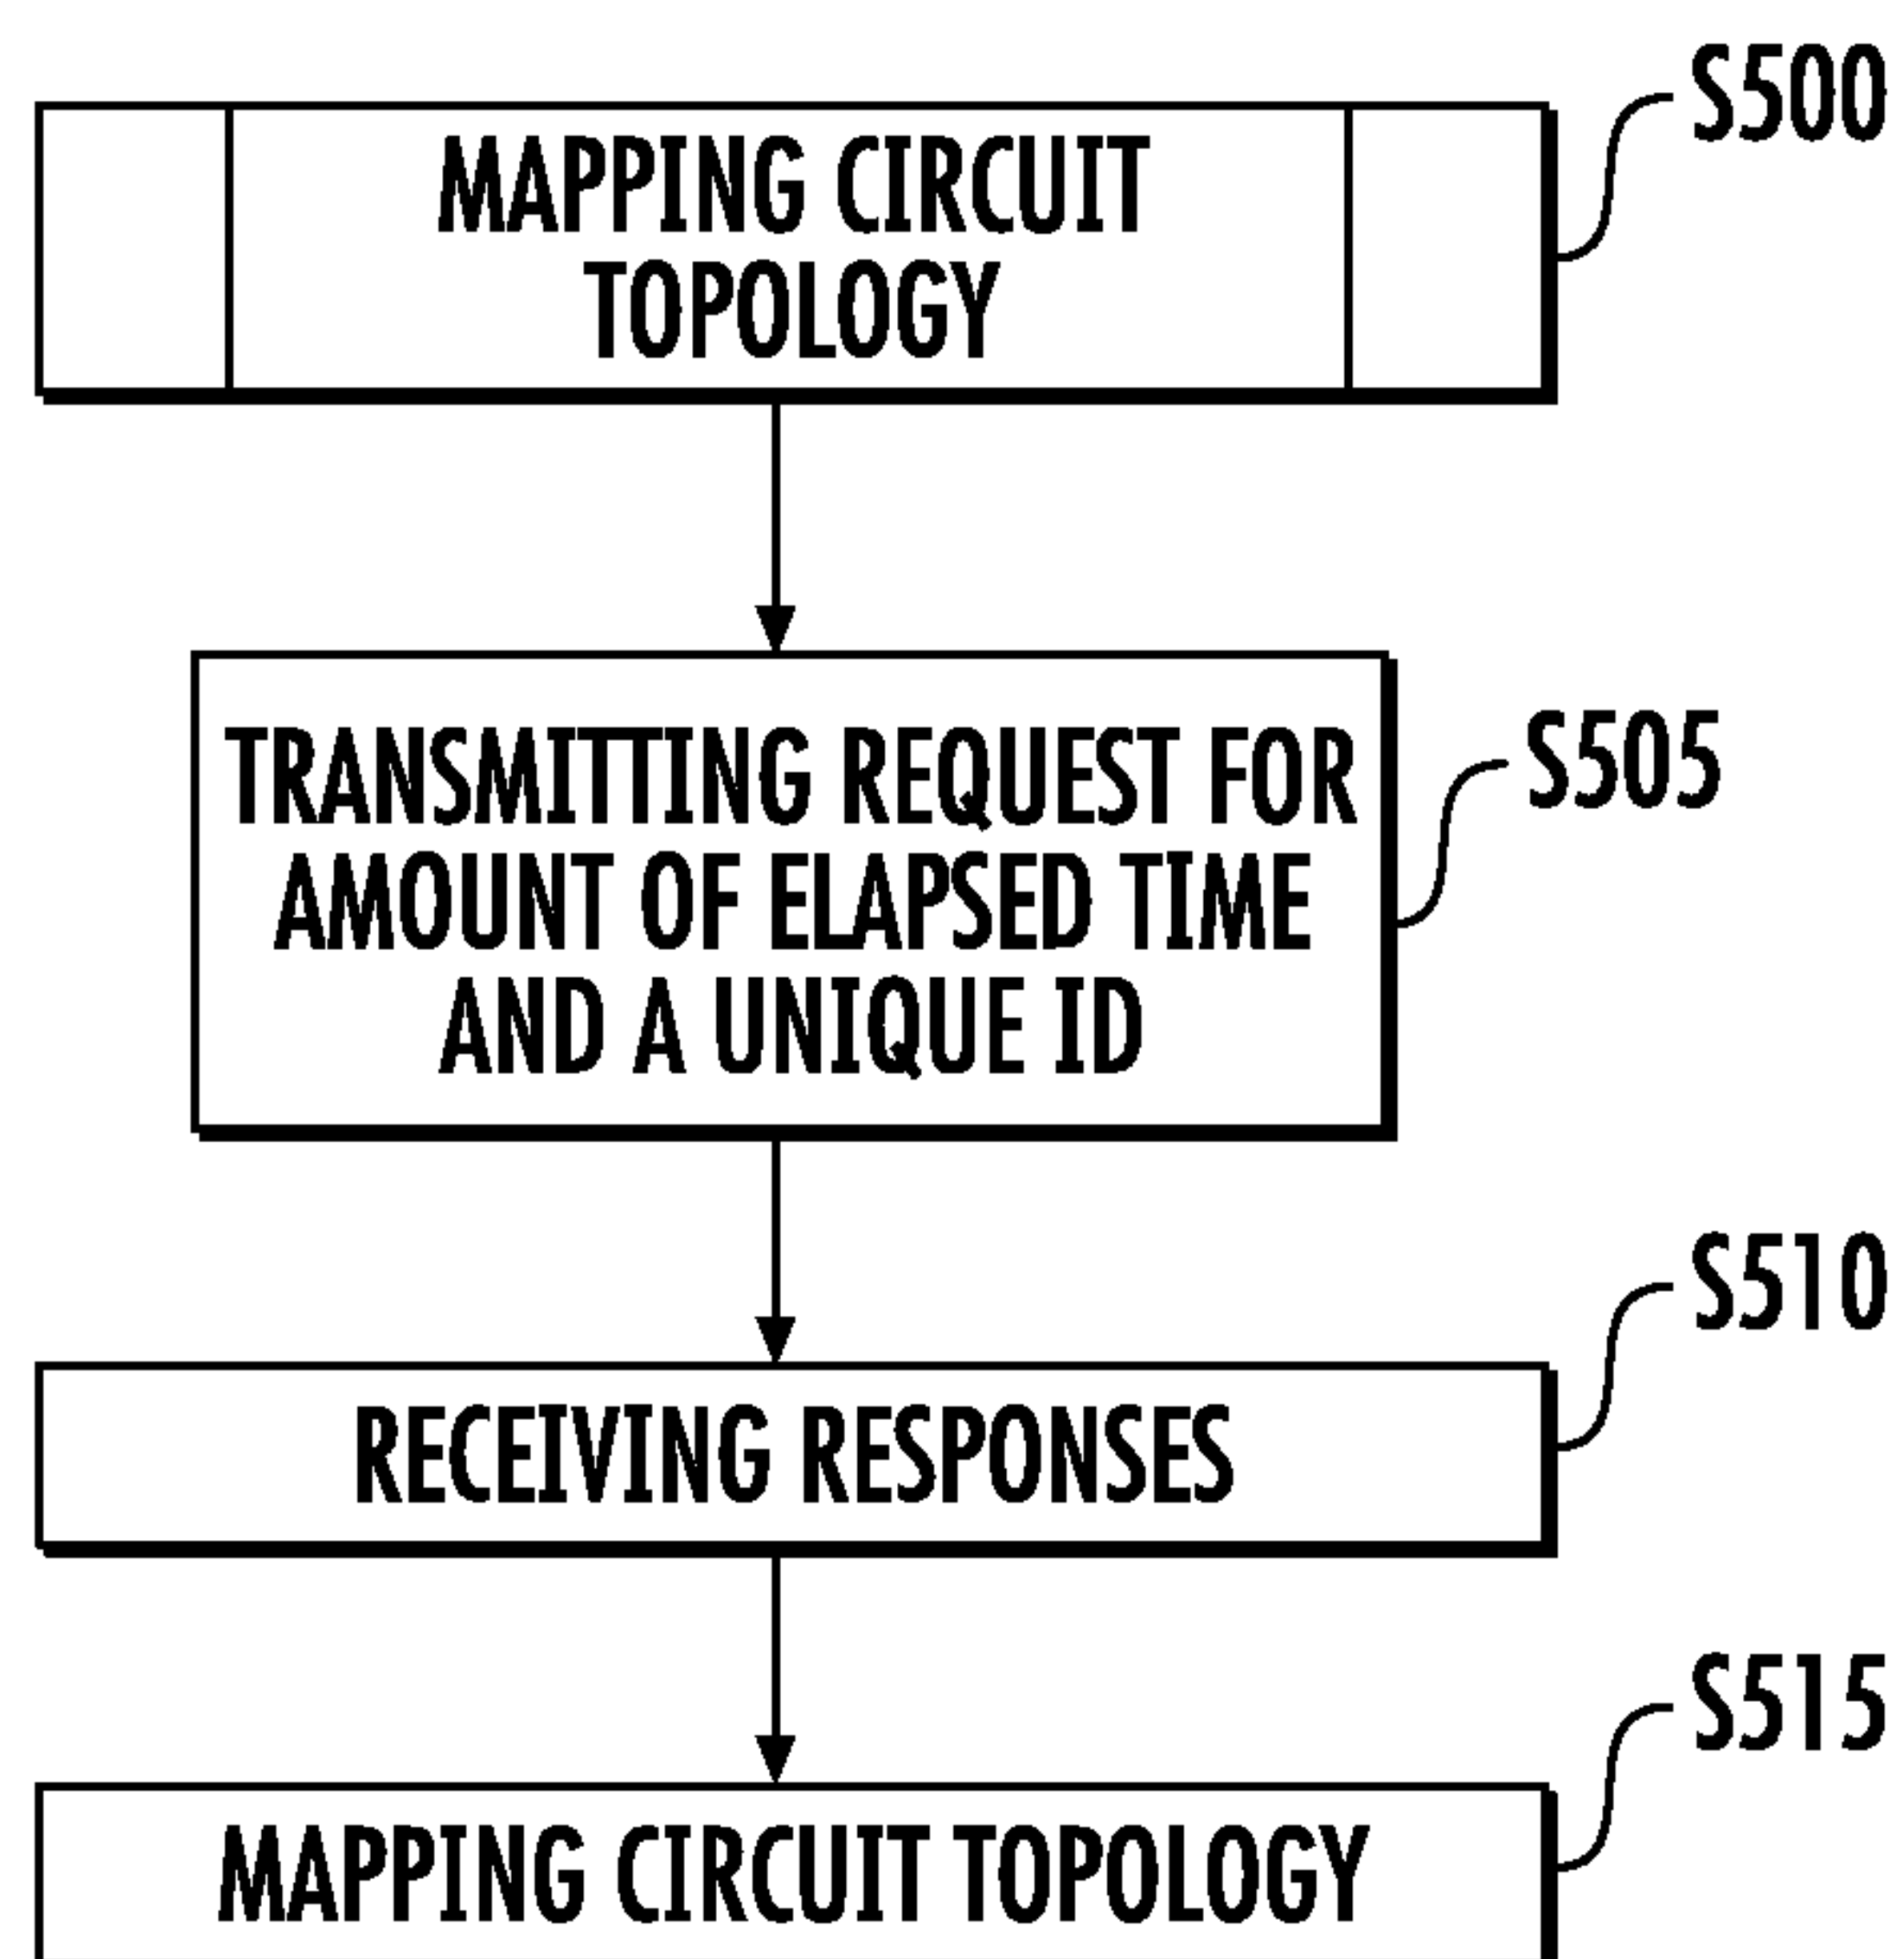 S500
MAPPING CIRCUIT
TOPOLOGY
TRANSMITTING REQUEST FOR
AMOUNT OF ELAPSED TIME
AND A UNIQUE ID
S505
S510
RECEIVING RESPONSES
S515
MAPPING CIRCUIT TOPOLOGY